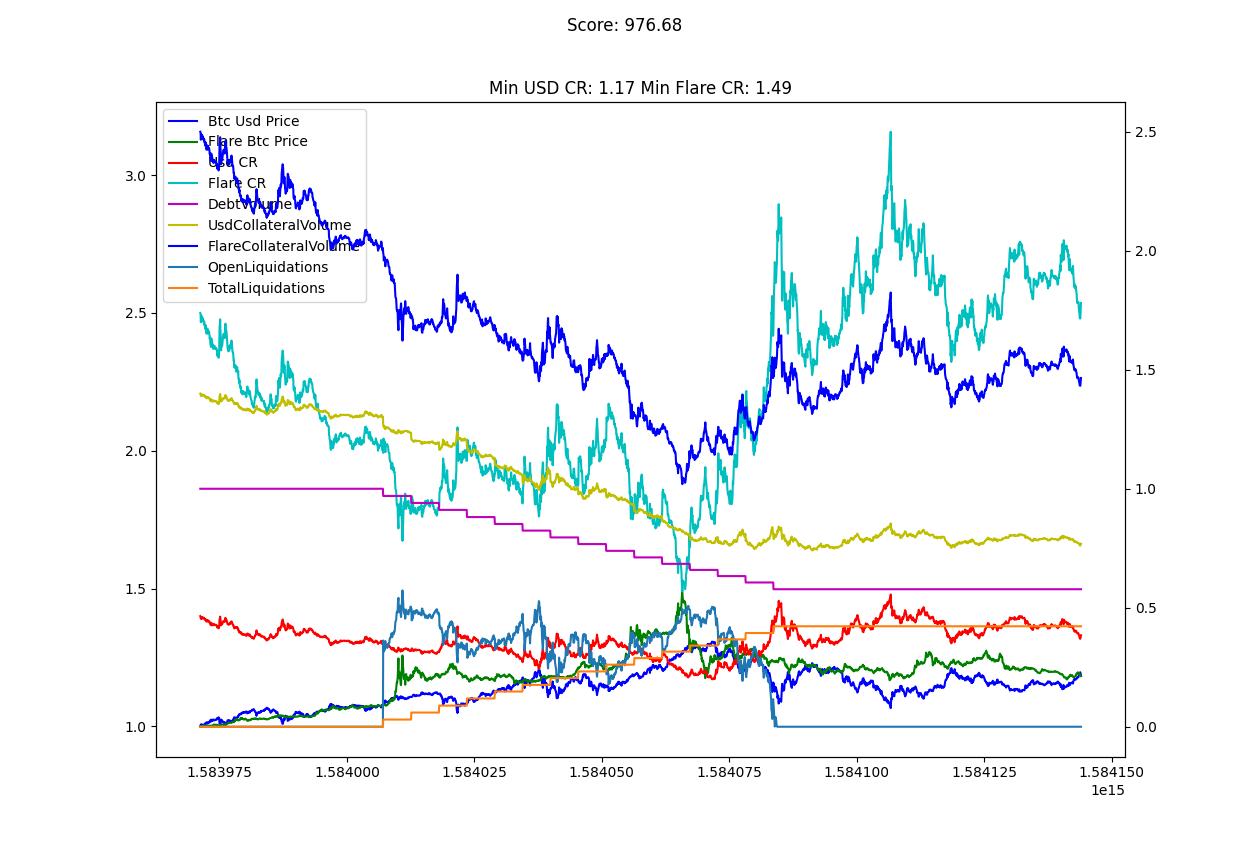 Score: 976.68
Min USD CR: 1.17 Min Flare CR: 1.49
Btc Usd Price
Flare Btc Price
Usd CR
Flare CR
DebtVolume
UsdCollateralVolume
FlareCollateralVolume
OpenLiquidations
TotalLiquidations
3.0
2.5
2.0
1.5
1.0
2.5
2.0
1.5
1.0
0.5
0.0
1.583975
1.584000
1.584025
1.584050
1.584075
1.584100
1.584125
1.584150
1e15